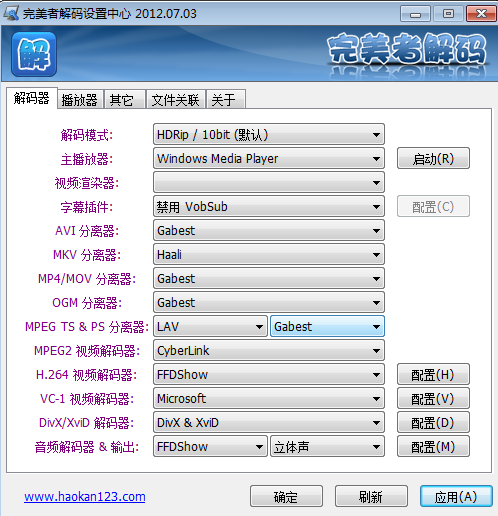 完美者解码设置中心 2012.07.03
解 完美者解码
解码器 播放器 其它 文件关联 关于
解码模式: HDRip / 10bit (默认)
主播放器: Windows Media Player 启动(R)
视频渲染器:
字幕插件: 禁用 VobSub 配置(C)
AVI 分离器: Gabest
MKV 分离器: Haali
MP4/MOV 分离器: Gabest
OGM 分离器: Gabest
MPEG TS & PS 分离器: LAV Gabest
MPEG2 视频解码器: CyberLink
H.264 视频解码器: FFDShow 配置(H)
VC-1 视频解码器: Microsoft 配置(V)
DivX/XviD 解码器: DivX & XviD 配置(D)
音频解码器 & 输出: FFDShow 立体声 配置(M)
www.haokan123.com 确定 刷新 应用(A)